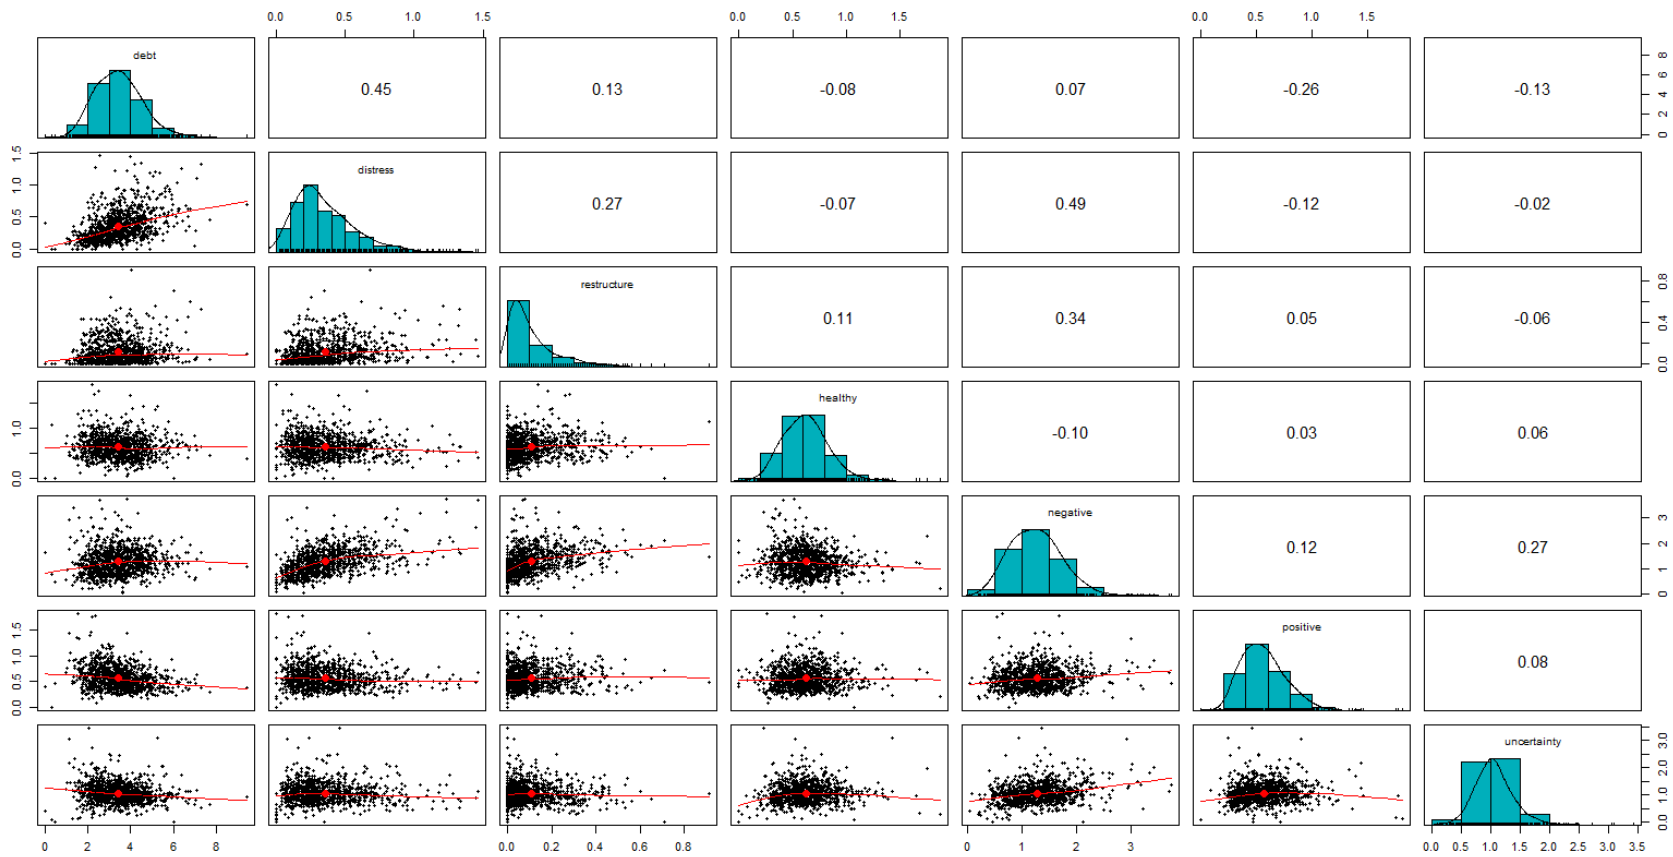 0.0 0.5 1.0 1.5 0.0 0.5 1.0 1.5 0.0 0.5 1.0 1.5
debt
0.45 0.13 -0.08 0.07 -0.26 -0.13
0 2 4 6 8
0.0 0.5 1.0 1.5
distress
0.27 -0.07 0.49 -0.12 -0.02
restructure
0.11 0.34 0.05 -0.06
0.0 0.4 0.8
0.0 1.0
healthy
-0.10 0.03 0.06
negative
0.12 0.27
0 1 2 3
0.0 0.5 1.0 1.5
positive
0.08
uncertainty
0.0 1.0 2.0 3.0
0 2 4 6 8 0.0 0.2 0.4 0.6 0.8 0 1 2 3 0.0 0.5 1.0 1.5 2.0 2.5 3.0 3.5